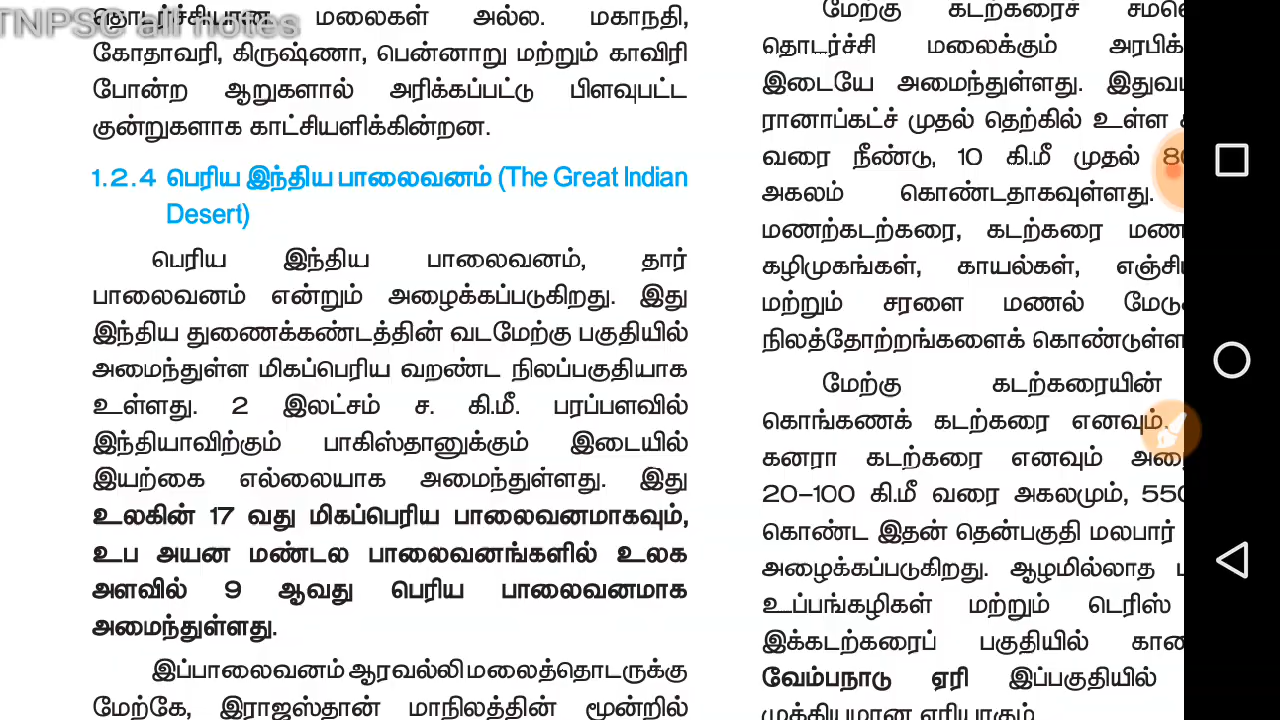 TNPSC all notes
தொடர்ச்சியான மலைகள் அல்ல. மகாநதி,
கோதாவரி, கிருஷ்ணா, பென்னாறு மற்றும் காவிரி
போன்ற ஆறுகளால் அரிக்கப்பட்டு பிளவுபட்ட
குன்றுகளாக காட்சியளிக்கின்றன.
1.2.4 பெரிய இந்திய பாலைவனம் (The Great Indian
Desert)
பெரிய இந்திய பாலைவனம், தார்
பாலைவனம் என்றும் அழைக்கப்படுகிறது. இது
இந்திய துணைக்கண்டத்தின் வடமேற்கு பகுதியில்
அமைந்துள்ள மிகப்பெரிய வறண்ட நிலப்பகுதியாக
உள்ளது. 2 இலட்சம் ச. கி.மீ. பரப்பளவில்
இந்தியாவிற்கும் பாகிஸ்தானுக்கும் இடையில்
இயற்கை எல்லையாக அமைந்துள்ளது. இது
உலகின் 17 வது மிகப்பெரிய பாலைவனமாகவும்,
உப அயன மண்டல பாலைவனங்களில் உலக
அளவில் 9 ஆவது பெரிய பாலைவனமாக
அமைந்துள்ளது.
இப்பாலைவனம் ஆரவல்லி மலைத்தொடருக்கு
மேற்கே, இராஜஸ்தான் மாநிலத்தின் மூன்றில்
மேற்கு கடற்கரைச்
தொடர்ச்சி மலைக்கும்
இடையே அமைந்துள்ளது.
ரானாப்கட்ச் முதல் தெற்கில் உள்ள
வரை நீண்டு, 10 கி.மீ முதல்
அகலம் கொண்டதாகவுள்ளது.
மணற்கடற்கரை, கடற்கரை
கழிமுகங்கள், காயல்கள்,
மற்றும் சரளை மணல்
நிலத்தோற்றங்களைக்
மேற்கு கடற்கரையின்
கொங்கணக் கடற்கரை எனவும்.
கனரா கடற்கரை எனவும்
20–100 கி.மீ வரை அகலமும், 550
கொண்ட இதன் தென்பகுதி மலபார்
அழைக்கப்படுகிறது. ஆழமில்லாத
உப்பங்கழிகள் மற்றும் டெரிஸ்
இக்கடற்கரைப் பகுதியில்
வேம்பநாடு ஏரி இப்பகுதியில்
முக்கியமான ஏரியாகும்.